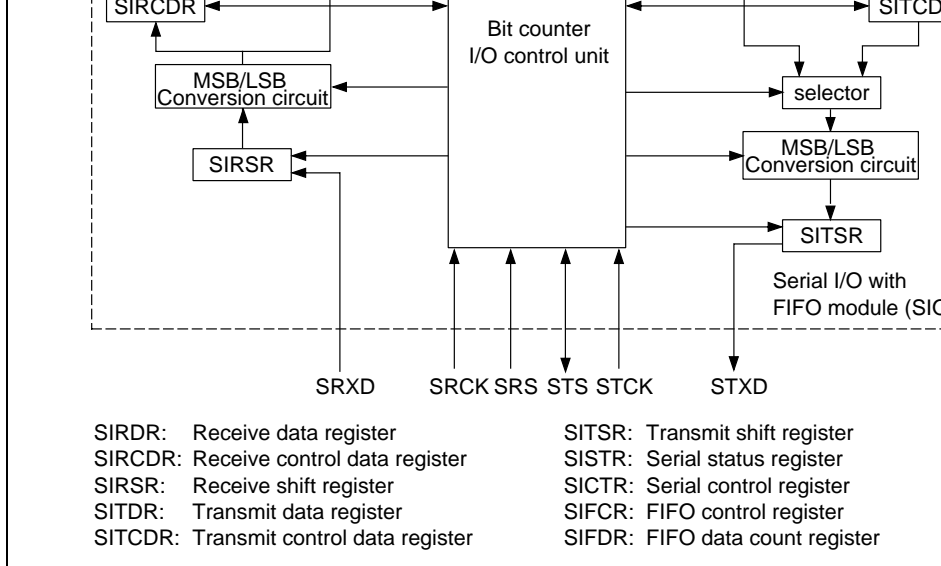 SIRCDR
SITCD
Bit counter
I/O control unit
MSB/LSB
Conversion circuit
selector
SIRSR
MSB/LSB
Conversion circuit
SITSR
Serial I/O with
FIFO module (SIO
SRXD SRCK SRS STS STCK STXD
SIRDR: Receive data register
SIRCDR: Receive control data register
SIRSR: Receive shift register
SITDR: Transmit data register
SITCDR: Transmit control data register
SITSR: Transmit shift register
SISTR: Serial status register
SICTR: Serial control register
SIFCR: FIFO control register
SIFDR: FIFO data count register